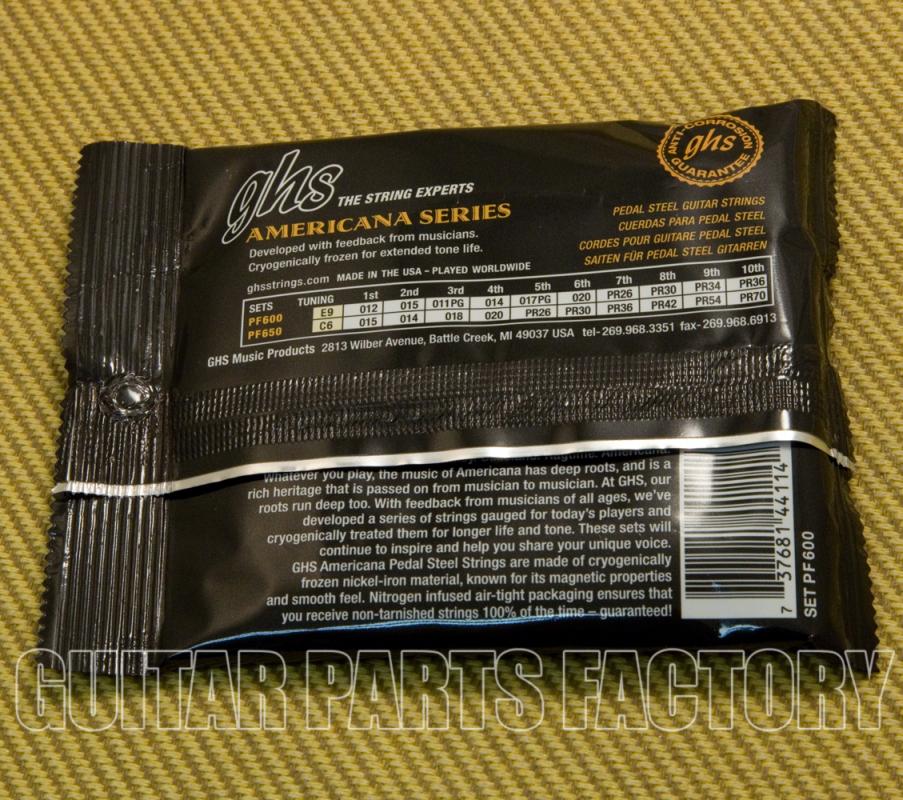 ghs THE STRING EXPERTS
AMERICANA SERIES
Developed with feedback from musicians.
Cryogenically frozen for extended tone life.
ghsstrings.com MADE IN THE USA – PLAYED WORLDWIDE
ANTI-CORROSION
ghs
GUARANTEE
PEDAL STEEL GUITAR STRINGS
CUERDAS PARA PEDAL STEEL
CORDES POUR GUITARE PEDAL STEEL
SAITEN FÜR PEDAL STEEL GITARREN
SETS TUNING 1st 2nd 3rd 4th 5th 6th 7th 8th 9th 10th
PF600 E9 012 015 011PG 014 017PG 020 PR26 PR30 PR34 PR36
PF650 C6 015 014 018 020 PR26 PR30 PR36 PR42 PR54 PR70
GHS Music Products 2813 Wilber Avenue, Battle Creek, MI 49037 USA tel-269.968.3351 fax-269.968.6913
Ragtime. Americana.
Whatever you play, the music of Americana has deep roots, and is a
rich heritage that is passed on from musician to musician. At GHS, our
roots run deep too. With feedback from musicians of all ages, we've
developed a series of strings gauged for today's players and
cryogenically treated them for longer life and tone. These sets will
continue to inspire and help you share your unique voice.
GHS Americana Pedal Steel Strings are made of cryogenically
frozen nickel-iron material, known for its magnetic properties
and smooth feel. Nitrogen infused air-tight packaging ensures that
you receive non-tarnished strings 100% of the time – guaranteed!
7 37681 44114
SET PF600
GUITAR PARTS FACTORY